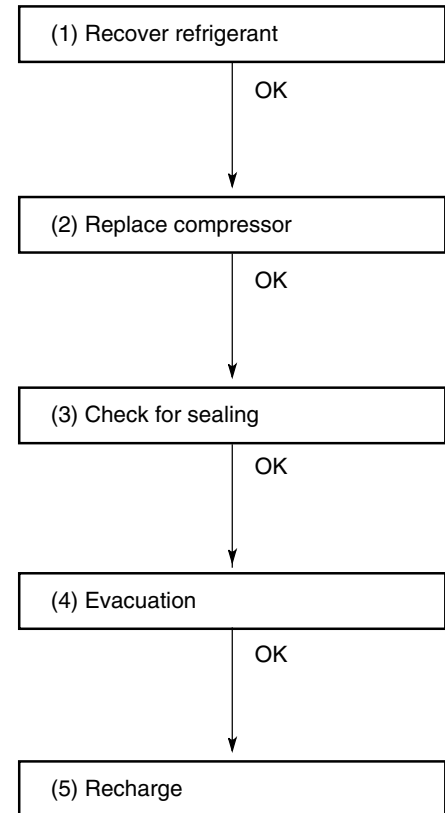 (1) Recover refrigerant
OK
(2) Replace compressor
OK
(3) Check for sealing
OK
(4) Evacuation
OK
(5) Recharge